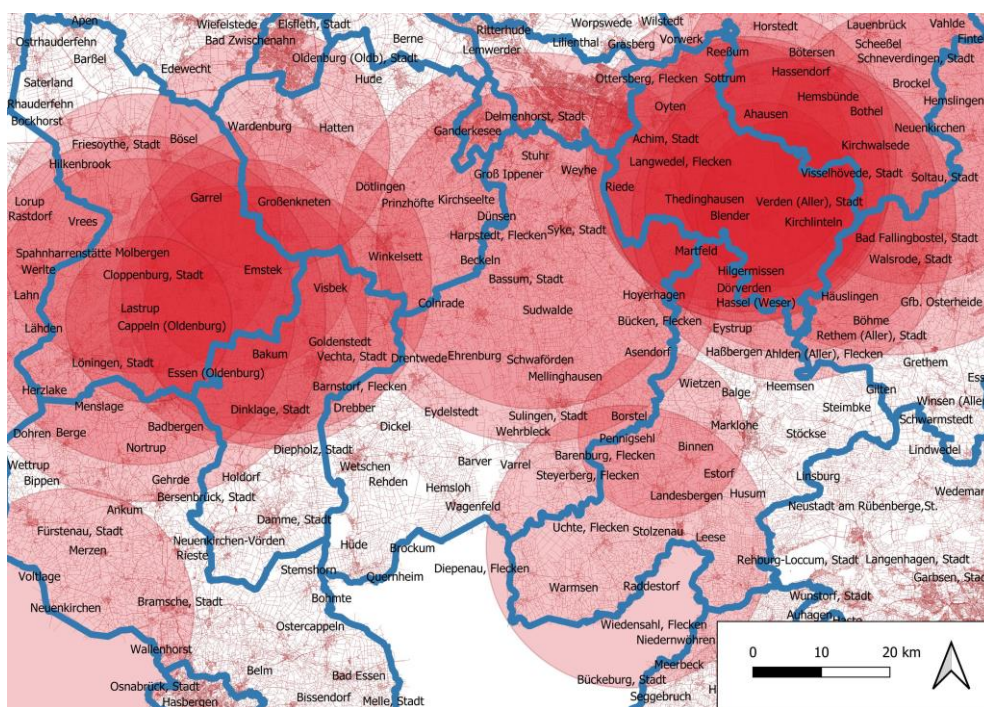 Apen
Wiefelstede
Elsfleth, Stadt
Ritterhude
Worpswede
Wilstedt
Horstedt
Lauenbrück
Vahlde
Ostrhauderfehn
Bad Zwischenahn
Berne
Lilienthal
Grasberg
Vorwerk
Scheeßel
Finte
Barßel
Edewecht
Oldenburg (Oldb), Stadt
Lemwerder
Reeßum
Bötersen
Schneverdingen, Stadt
Saterland
Hude
Ottersberg, Flecken
Sottrum
Hassendorf
Brockel
Rhauderfehn
Bockhorst
Wardenburg
Hatten
Ganderkesee
Delmenhorst, Stadt
Oyten
Ahausen
Hemsbünde
Bothel
Hemslingen
Neuenkirchen
Friesoythe, Stadt
Bösel
Stuhr
Achim, Stadt
Kirchwalsede
Hilkenbrook
Groß Ippener
Weyhe
Langwedel, Flecken
Visselhövede, Stadt
Soltau, Stadt
Dötlingen
Riede
Lorup
Rastdorf
Vrees
Garrel
Großenkneten
Prinzhöfte
Kirchseelte
Dünsen
Thedinghausen
Blender
Verden (Aller), Stadt
Kirchlinteln
Harpstedt, Flecken
Syke, Stadt
Bad Fallingbostel, Stadt
Spahnharrenstätte
Molbergen
Winkelsett
Beckeln
Martfeld
Walsrode, Stadt
Werlte
Cloppenburg, Stadt
Emstek
Visbek
Bassum, Stadt
Hilgermissen
Dörverden
Lahn
Lastrup
Colnrade
Sudwalde
Hoyerhagen
Hassel (Weser)
Häuslingen
Gfb. Osterheide
Lähden
Cappeln (Oldenburg)
Bücken, Flecken
Eystrup
Böhme
Rethem (Aller), Stadt
Goldenstedt
Löningen, Stadt
Bakum
Vechta, Stadt
Drentwede
Ehrenburg
Schwaförden
Asendorf
Haßbergen
Ahlden (Aller), Flecken
Grethem
Essen (Oldenburg)
Mellinghausen
Herzlake
Barnstorf, Flecken
Wietzen
Balge
Heemsen
Gilten
Menslage
Dinklage, Stadt
Drebber
Eydelstedt
Sulingen, Stadt
Borstel
Steimbke
Winsen (Aller
Schwarmstedt
Dohren
Berge
Badbergen
Dickel
Wehrbleck
Marklohe
Stöckse
Nortrup
Diepholz, Stadt
Pennigsehl
Binnen
Lindwedel
Wettrup
Bippen
Gehrde
Holdorf
Wetschen
Barver
Varrel
Barenburg, Flecken
Steyerberg, Flecken
Estorf
Linsburg
Bersenbrück, Stadt
Rehden
Hemsloh
Landesbergen
Husum
Wedemar
Ankum
Wagenfeld
Neustadt am Rübenberge,St.
Fürstenau, Stadt
Damme, Stadt
Uchte, Flecken
Stolzenau
Leese
Merzen
Neuenkirchen-Vörden
Rieste
Hüde
Brockum
Rehburg-Loccum, Stadt
Langenhagen, Stadt
Voltlage
Stemshorn
Quernheim
Diepenau, Flecken
Garbsen, Stad
Neuenkirchen
Bramsche, Stadt
Bohmte
Warmsen
Raddestorf
Wunstorf, Stadt
Auhagen
Ostercappeln
Wiedensahl, Flecken
Niedernwöhren
Wallenhorst
Belm
Bad Essen
Meerbeck
Osnabrück, Stadt
Hasbergen
Bissendorf
Melle, Stadt
Bückeburg, Stadt
Seggebruch
0 10 20 km